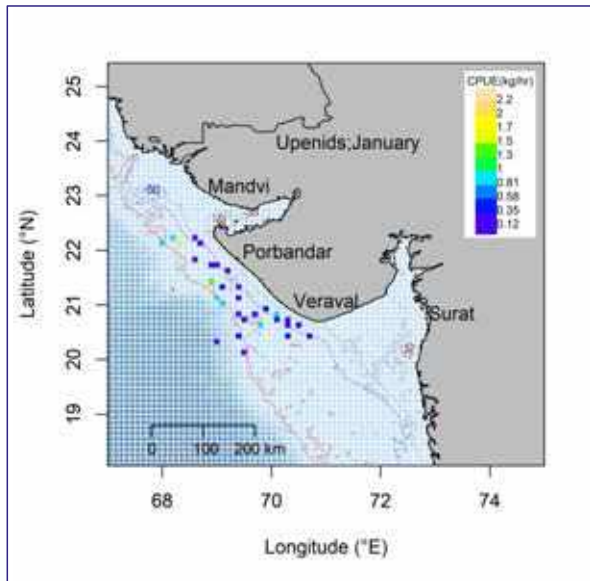 CPUE(kg/hr)
2.2
2
1.7
1.5
1.3
1
0.81
0.58
0.35
0.12
Upenids;January
Mandvi
Porbandar
Veraval
Surat
25
24
23
22
21
20
19
Latitude (°N)
0 100 200 km
68 70 72 74
Longitude (°E)